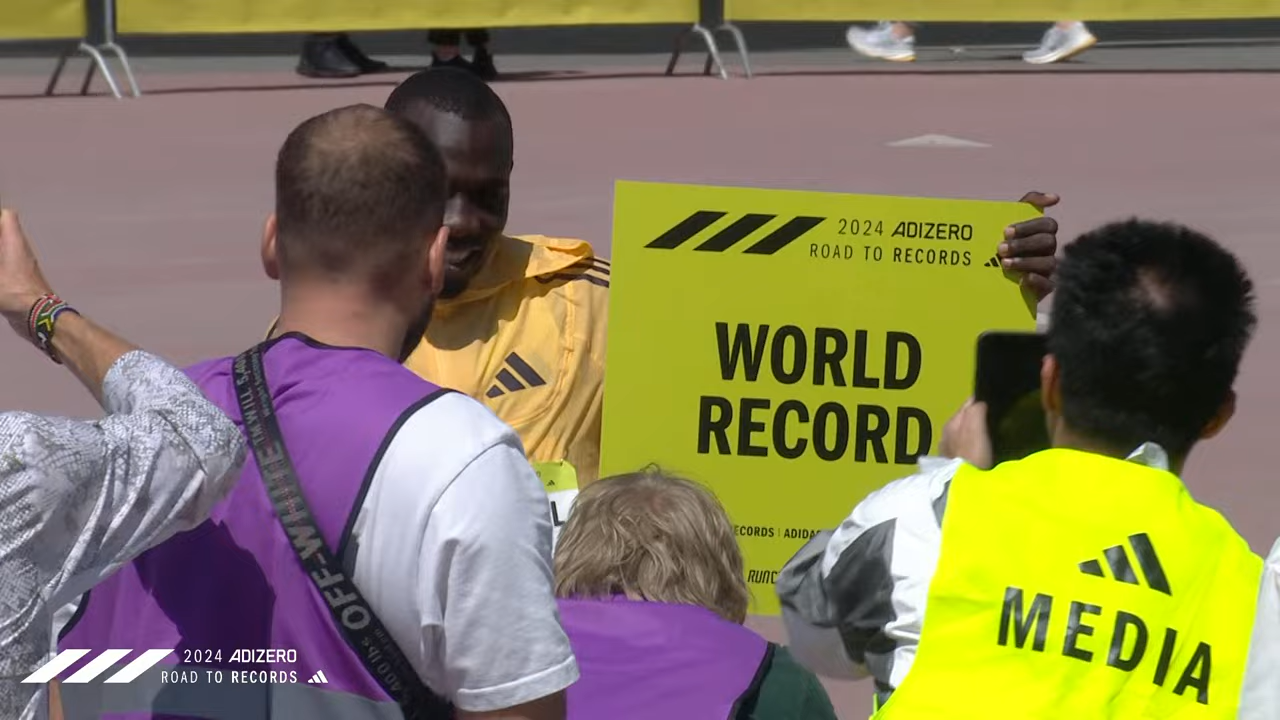 2024 ADIZERO
ROAD TO RECORDS
WORLD
RECORD
ECORDS | ADIDA
RUNC
L
OFF-WHITE
MEDIA
2024 ADIZERO
ROAD TO RECORDS